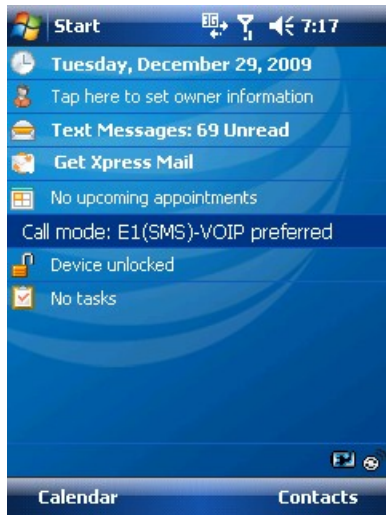 Start 3G 7:17
Tuesday, December 29, 2009
Tap here to set owner information
Text Messages: 69 Unread
Get Xpress Mail
No upcoming appointments
Call mode: E1(SMS)-VOIP preferred
Device unlocked
No tasks
Calendar Contacts